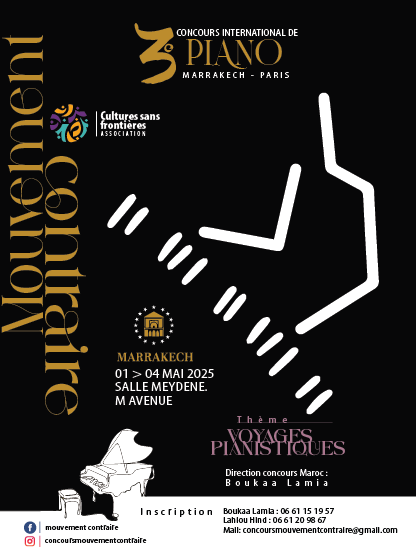 3e CONCOURS INTERNATIONAL DE
PIANO
MARRAKECH - PARIS
Mouvement
contraire
Cultures sans
frontières
ASSOCIATION
MARRAKECH
01 > 04 MAI 2025
SALLE MEYDENE.
M AVENUE
Thème
VOYAGES
PIANISTIQUES
Direction concours Maroc :
Boukaa Lamia
Inscription
Boukaa Lamia : 06 61 15 19 57
Lahlou Hind : 06 61 20 98 67
Mail: concoursmouvementcontraire@gmail.com
mouvement contfaife
concoufsmouvementcontfaife